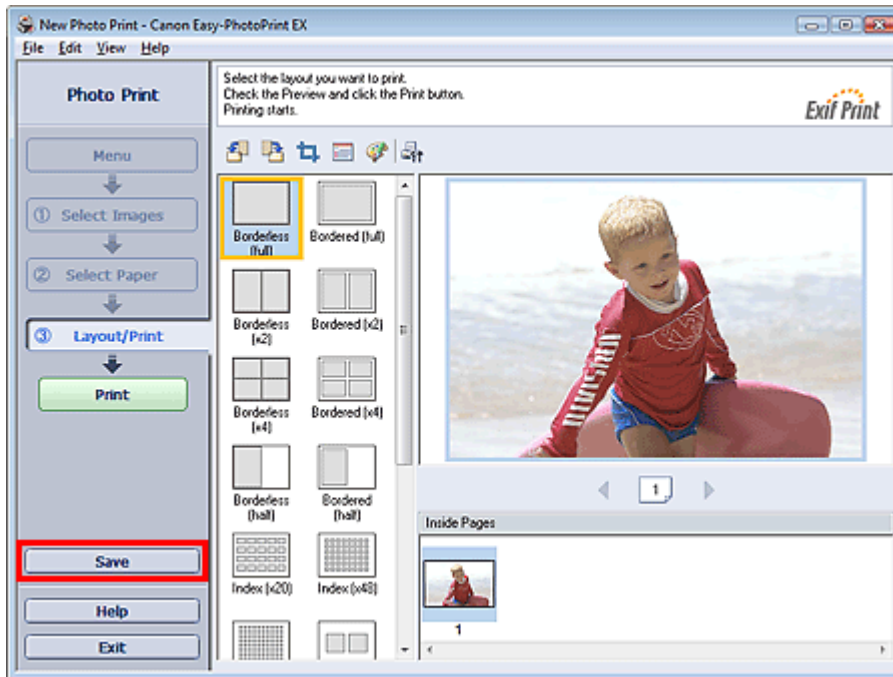 New Photo Print - Canon Easy-PhotoPrint EX
File Edit View Help
Photo Print
Menu
① Select Images
② Select Paper
③ Layout/Print
Print
Save
Help
Exit
Select the layout you want to print.
Check the Preview and click the Print button.
Printing starts.
Exif Print
Borderless (full)
Bordered (full)
Borderless (x2)
Bordered (x2)
Borderless (x4)
Bordered (x4)
Borderless (half)
Bordered (half)
Index (x20)
Index (x48)
1
Inside Pages
1